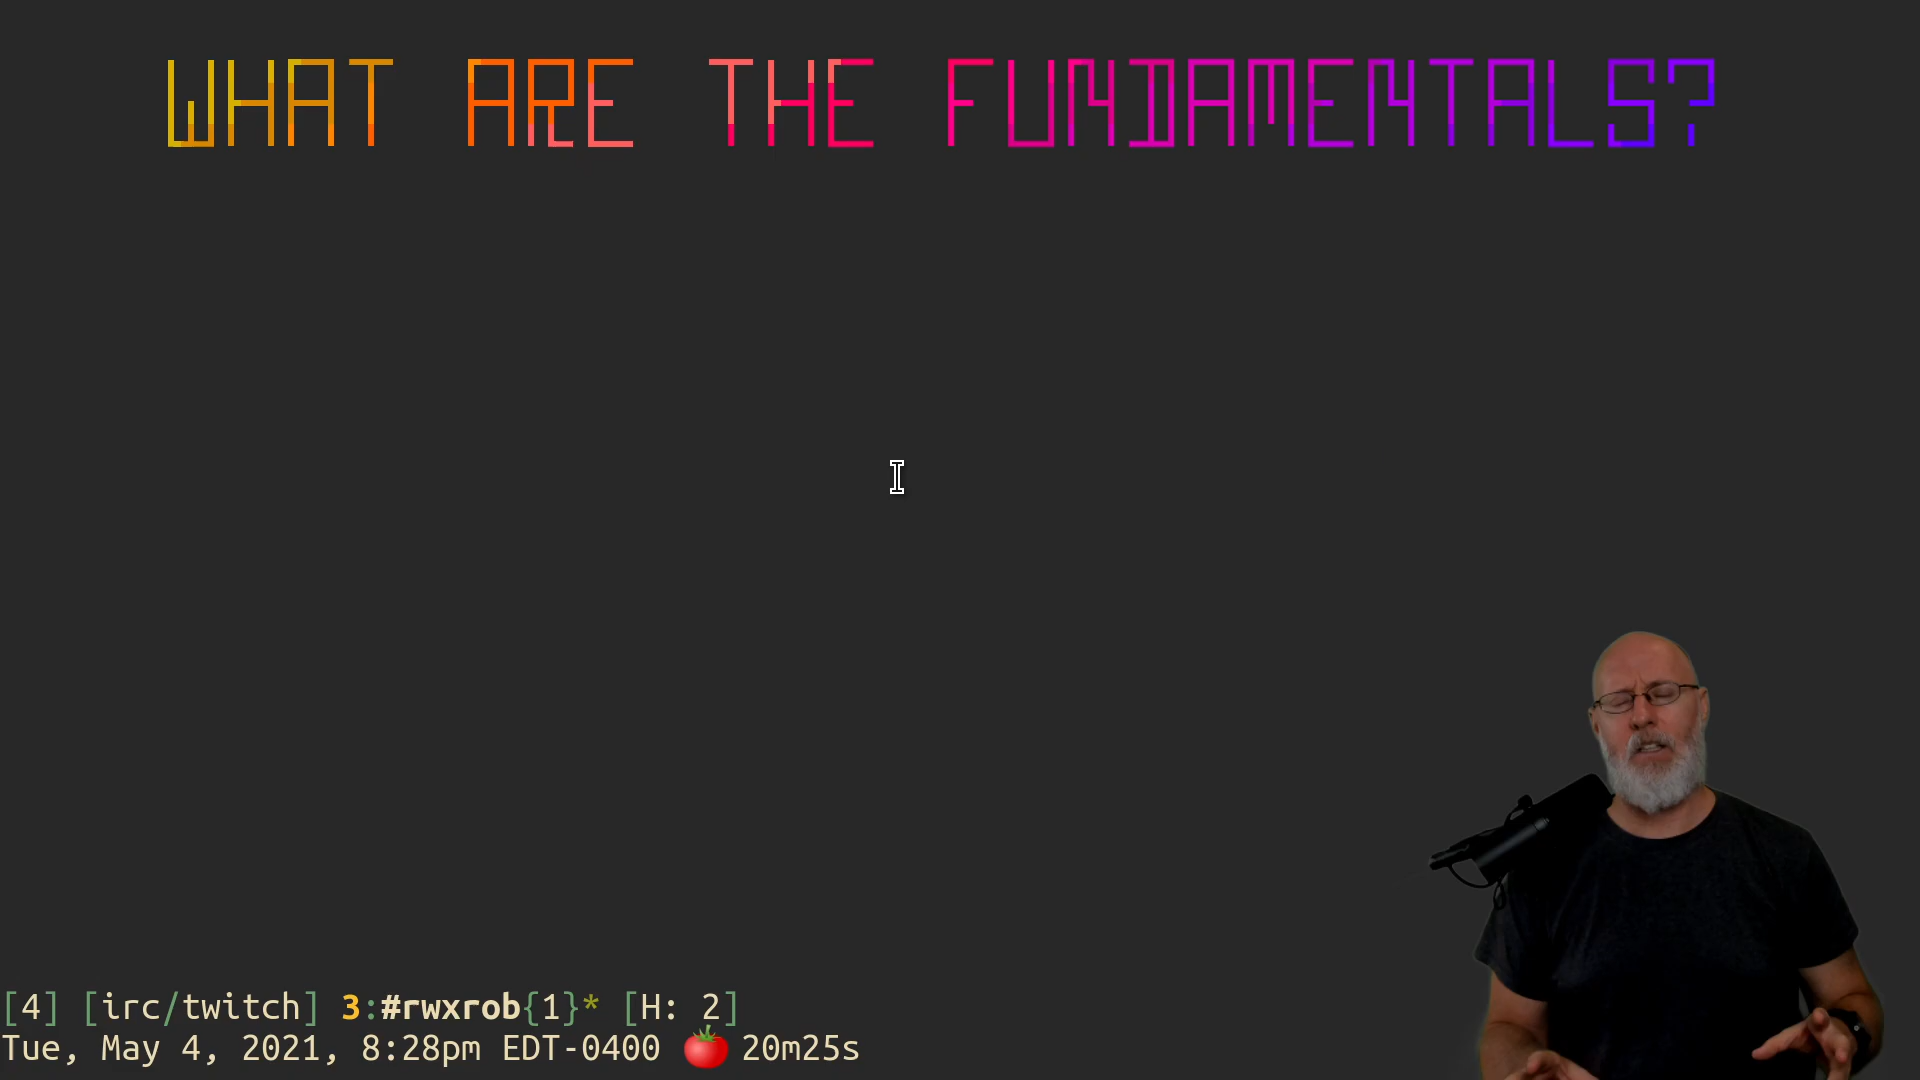 WHAT ARE THE FUNDAMENTALS?
[4] [irc/twitch] 3:#rwxrob{1}* [H: 2]
Tue, May 4, 2021, 8:28pm EDT-0400 🍅 20m25s